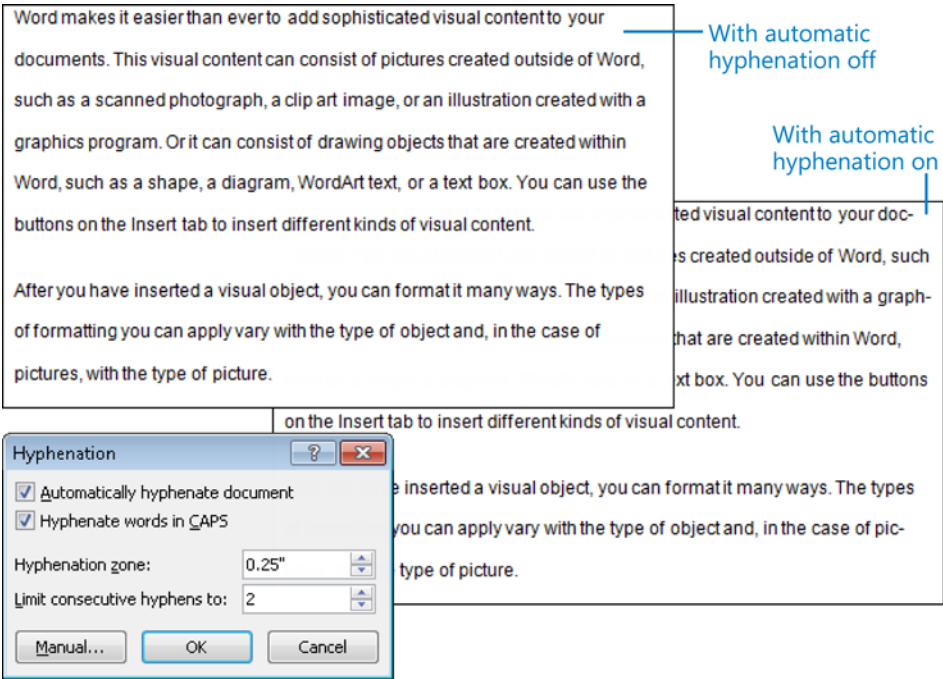 Word makes it easier than ever to add sophisticated visual content to your
documents. This visual content can consist of pictures created outside of Word,
such as a scanned photograph, a clip art image, or an illustration created with a
graphics program. Or it can consist of drawing objects that are created within
Word, such as a shape, a diagram, WordArt text, or a text box. You can use the
buttons on the Insert tab to insert different kinds of visual content.
After you have inserted a visual object, you can format it many ways. The types
of formatting you can apply vary with the type of object and, in the case of
pictures, with the type of picture.
With automatic
hyphenation off
With automatic
hyphenation on
visual content to your doc-
created outside of Word, such
illustration created with a graph-
that are created within Word,
box. You can use the buttons
on the Insert tab to insert different kinds of visual content.
inserted a visual object, you can format it many ways. The types
you can apply vary with the type of object and, in the case of pic-
type of picture.
Hyphenation
Automatically hyphenate document
Hyphenate words in CAPS
Hyphenation zone: 0.25"
Limit consecutive hyphens to: 2
Manual... OK Cancel